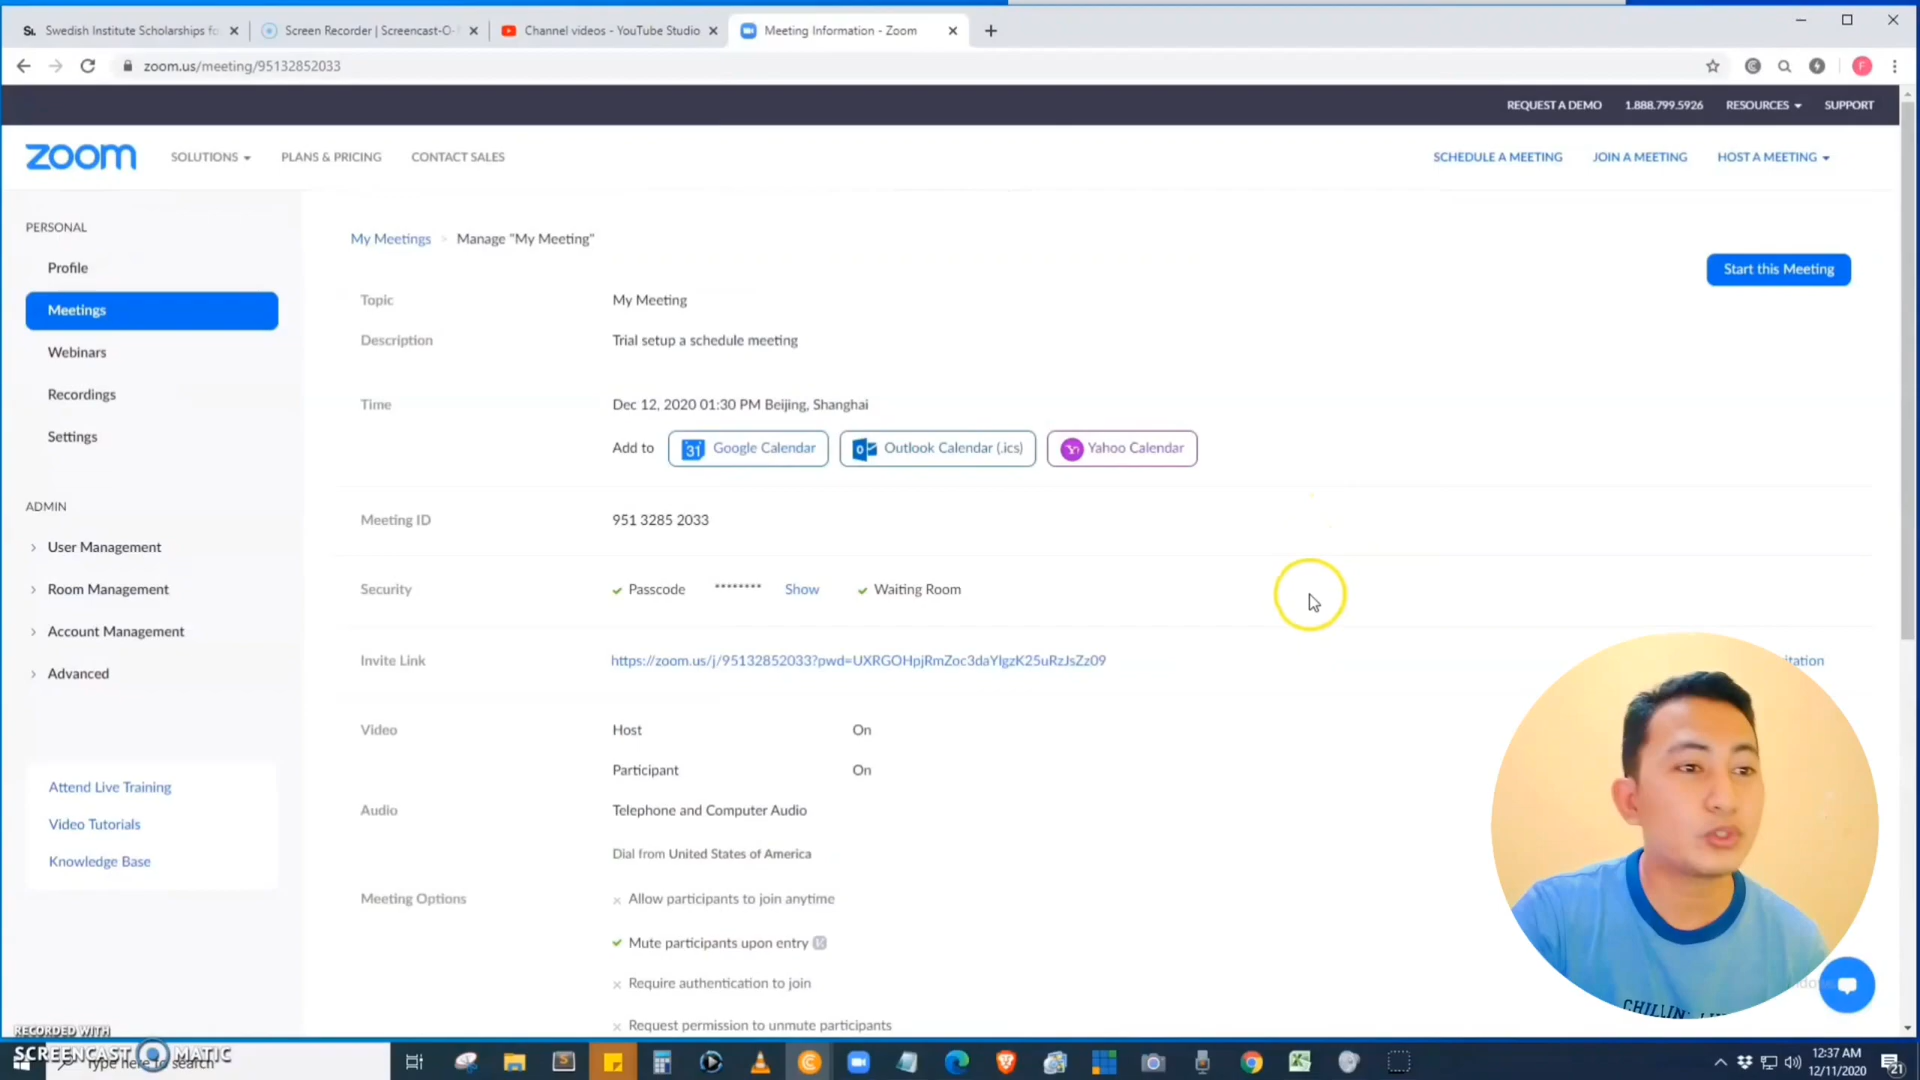 Swedish Institute Scholarships fo
Screen Recorder | Screencast-O-
Channel videos - YouTube Studio
Meeting Information - Zoom
zoom.us/meeting/95132852033
F
REQUEST A DEMO 1.888.799.5926 RESOURCES SUPPORT
zoom SOLUTIONS PLANS & PRICING CONTACT SALES SCHEDULE A MEETING JOIN A MEETING HOST A MEETING
PERSONAL
Profile
Meetings
Webinars
Recordings
Settings
ADMIN
User Management
Room Management
Account Management
Advanced
Attend Live Training
Video Tutorials
Knowledge Base
My Meetings > Manage "My Meeting"
Start this Meeting
Topic My Meeting
Description Trial setup a schedule meeting
Time Dec 12, 2020 01:30 PM Beijing, Shanghai
Add to 31 Google Calendar Outlook Calendar (.ics) Yahoo Calendar
Meeting ID 951 3285 2033
Security Passcode ******** Show Waiting Room
Invite Link https://zoom.us/j/95132852033?pwd=UXRGOHpjRmZoc3daYlgzK25uRzJsZz09
itation
Video Host On
Participant On
Audio Telephone and Computer Audio
Dial from United States of America
Meeting Options Allow participants to join anytime
Mute participants upon entry
Require authentication to join
Request permission to unmute participants
CHILLIN'
RECORDED WITH
SCREENCAST MATIC
Type here to search
12:37 AM
12/11/2020
21